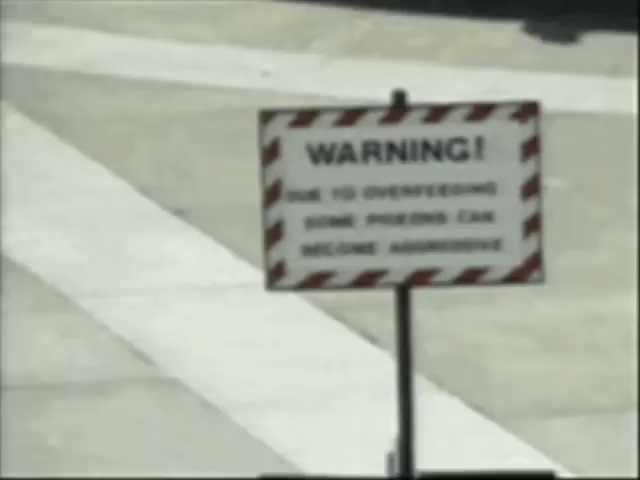 WARNING!
DUE TO OVERFEEDING
SOME PIGEONS CAN
BECOME AGGRESSIVE